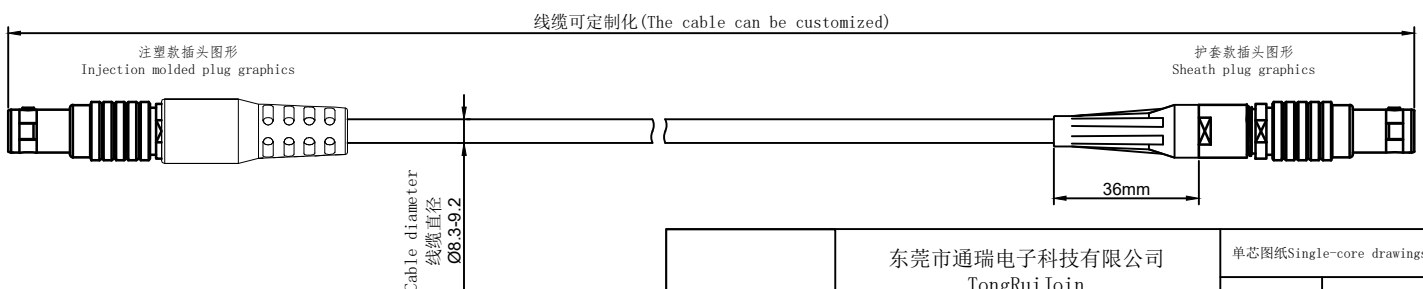 线缆可定制化(The cable can be customized)
注塑款插头图形
Injection molded plug graphics
护套款插头图形
Sheath plug graphics
36mm
Cable diameter
线缆直径
Ø8.3-9.2
东莞市通瑞电子科技有限公司
TongRuiJoin
单芯图纸Single-core drawings